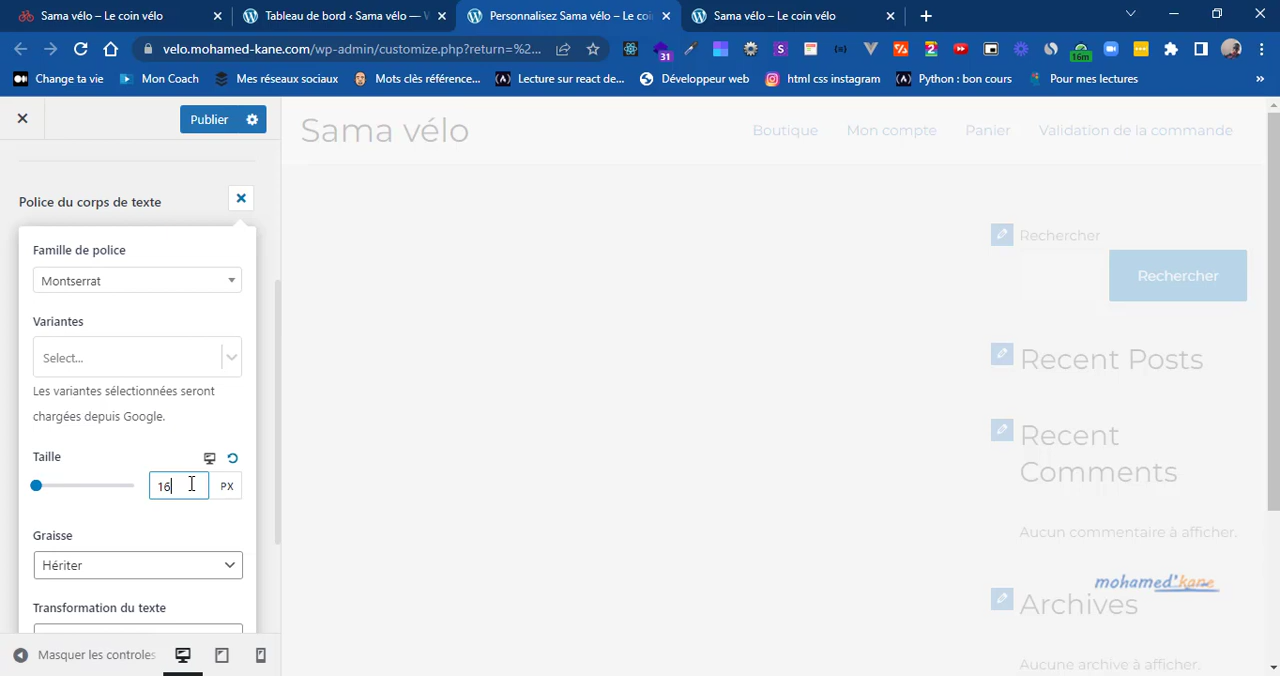 Sama vélo – Le coin vélo
Tableau de bord ‹ Sama vélo — W
Personnalisez Sama vélo – Le coi
Sama vélo – Le coin vélo
velo.mohamed-kane.com/wp-admin/customize.php?return=%2...
31
16m
Change ta vie
Mon Coach
Mes réseaux sociaux
Mots clés référence...
Lecture sur react de...
Développeur web
html css instagram
Python : bon cours
Pour mes lectures
»
Publier
Sama vélo
Boutique
Mon compte
Panier
Validation de la commande
Police du corps de texte
Famille de police
Montserrat
Variantes
Select...
Les variantes sélectionnées seront
chargées depuis Google.
Taille
16
PX
Graisse
Hériter
Transformation du texte
Masquer les controles
Rechercher
Rechercher
Recent Posts
Recent
Comments
Aucun commentaire à afficher.
mohamed'kane
Archives
Aucune archive à afficher.